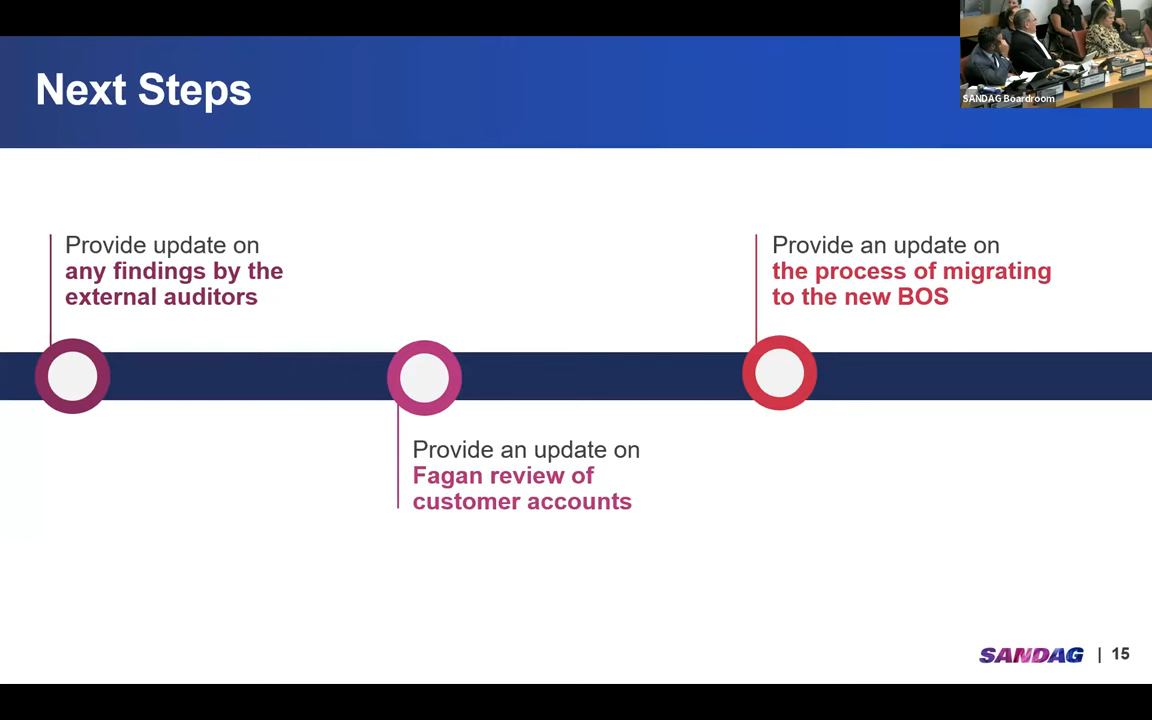 Next Steps
SANDAG Boardroom
Provide update on
any findings by the
external auditors
Provide an update on
Fagan review of
customer accounts
Provide an update on
the process of migrating
to the new BOS
SANDAG | 15